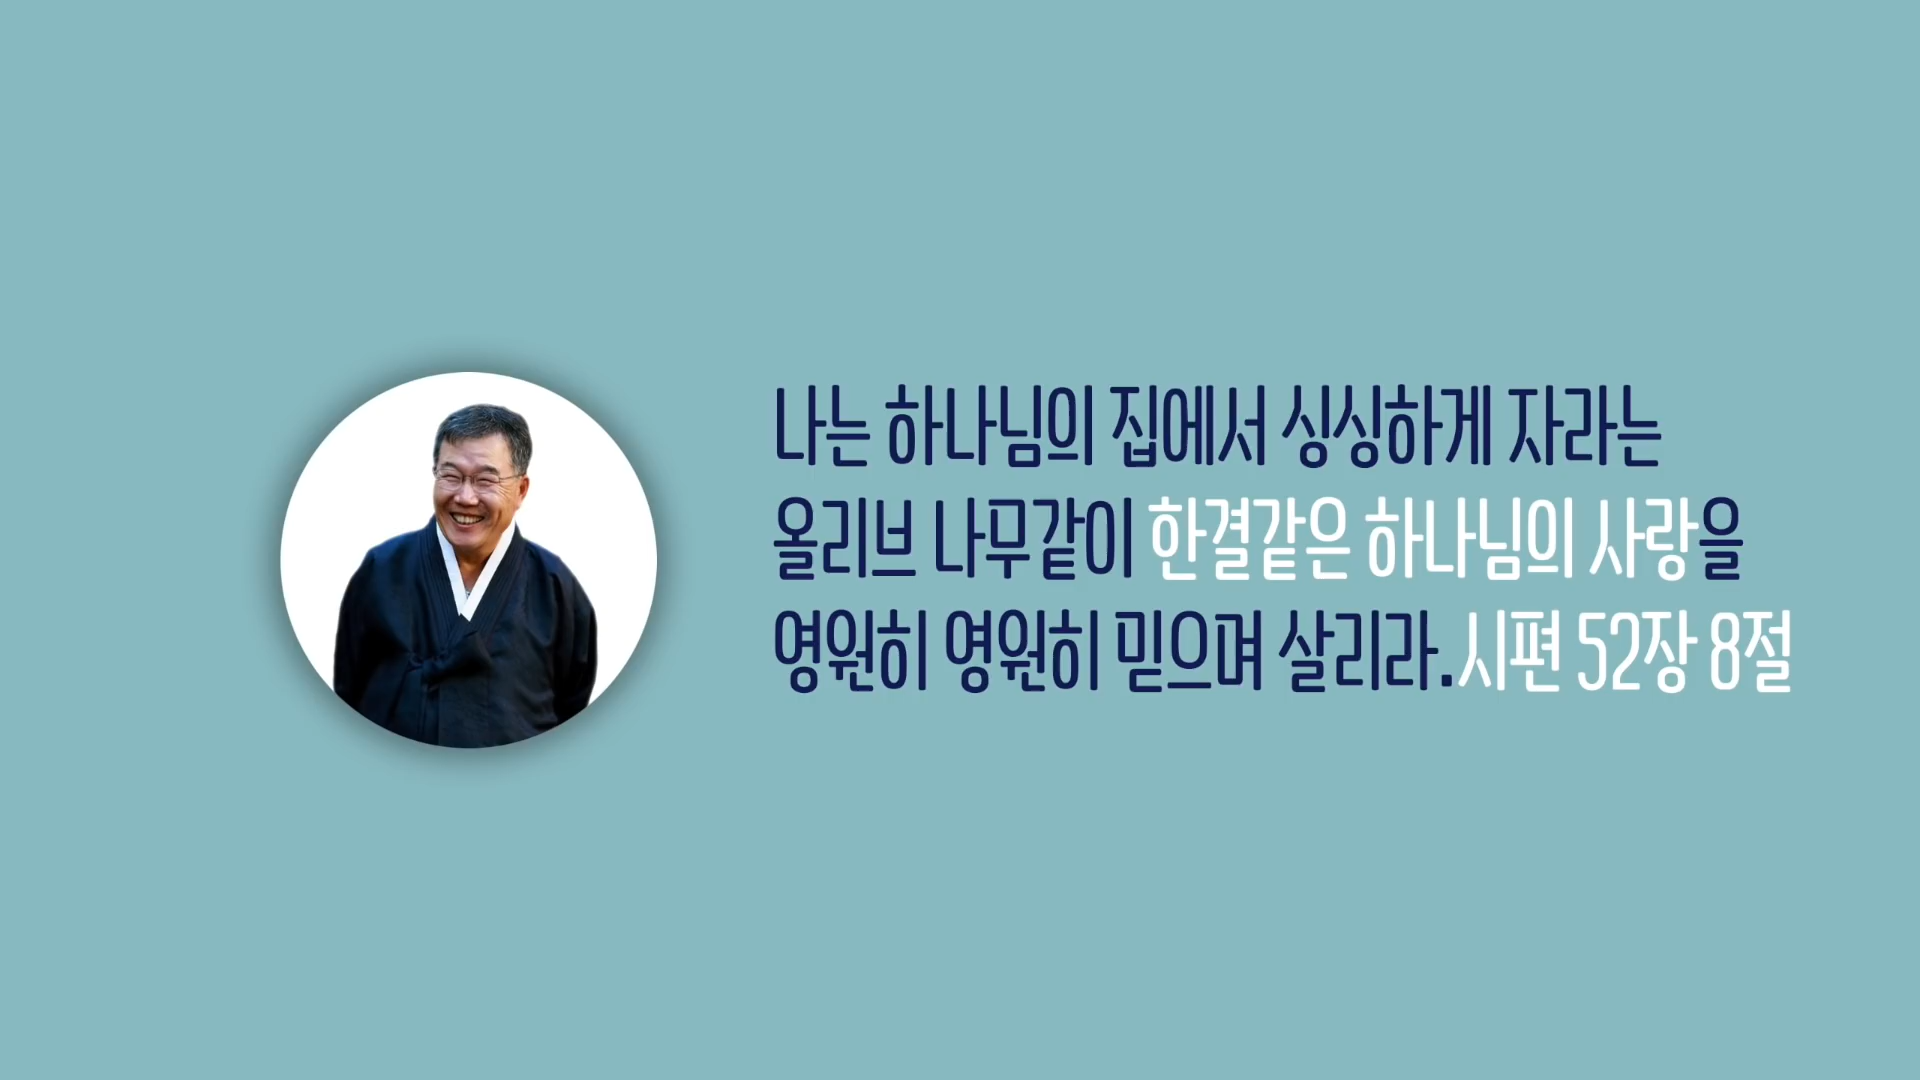 나는 하나님의 집에서 싱싱하게 자라는
올리브 나무같이 한결같은 하나님의 사랑을
영원히 영원히 믿으며 살리라.시편 52장 8절